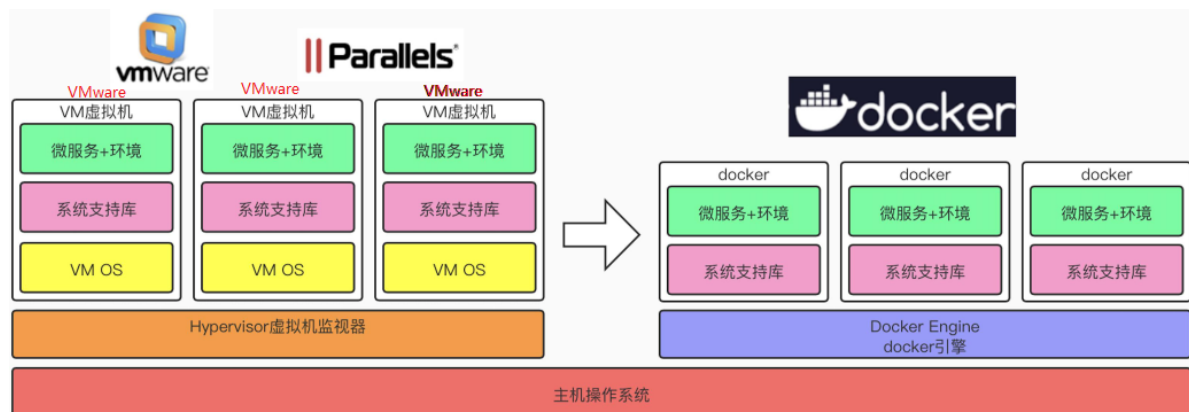 vmware
Parallels®
VMware
VMware
VMware
VM虚拟机
VM虚拟机
VM虚拟机
微服务+环境
微服务+环境
微服务+环境
系统支持库
系统支持库
系统支持库
VM OS
VM OS
VM OS
Hypervisor虚拟机监视器
docker
docker
docker
docker
微服务+环境
微服务+环境
微服务+环境
系统支持库
系统支持库
系统支持库
Docker Engine
docker引擎
主机操作系统